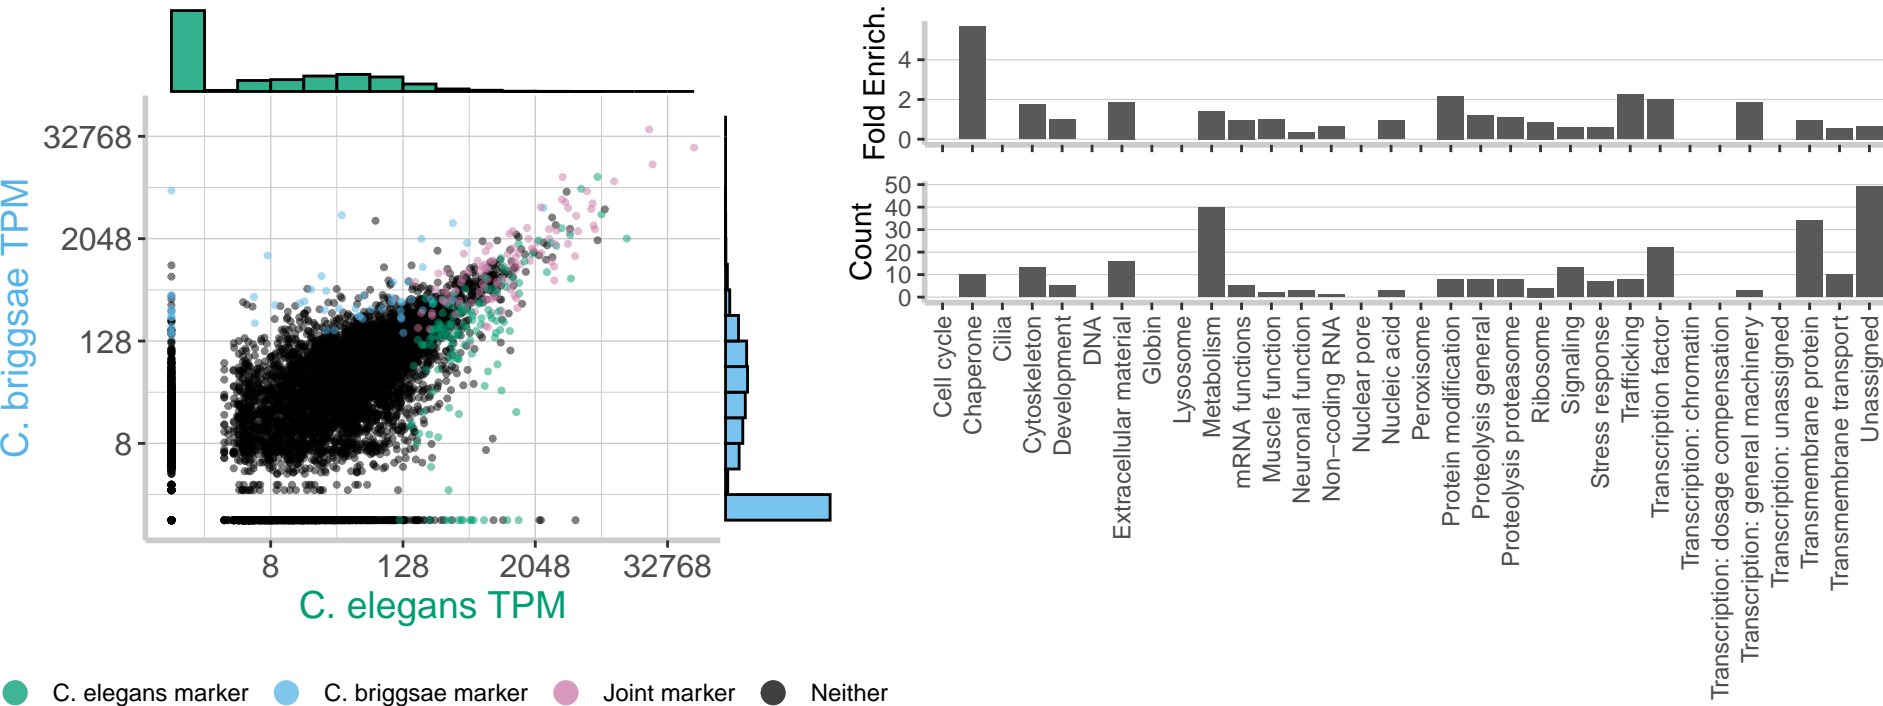 32768
2048
128
8
C. briggsae TPM
8
128
2048
32768
C. elegans TPM
C. elegans marker
C. briggsae marker
Joint marker
Neither
Fold Enrich.
4
2
0
Count
50
40
30
20
10
0
Cell cycle
Chaperone
Cilia
Cytoskeleton
Development
DNA
Extracellular material
Globin
Lysosome
Metabolism
mRNA functions
Muscle function
Neuronal function
Non−coding RNA
Nuclear pore
Nucleic acid
Peroxisome
Protein modification
Proteolysis general
Proteolysis proteasome
Ribosome
Signaling
Stress response
Trafficking
Transcription factor
Transcription: chromatin
Transcription: dosage compensation
Transcription: general machinery
Transcription: unassigned
Transmembrane protein
Transmembrane transport
Unassigned